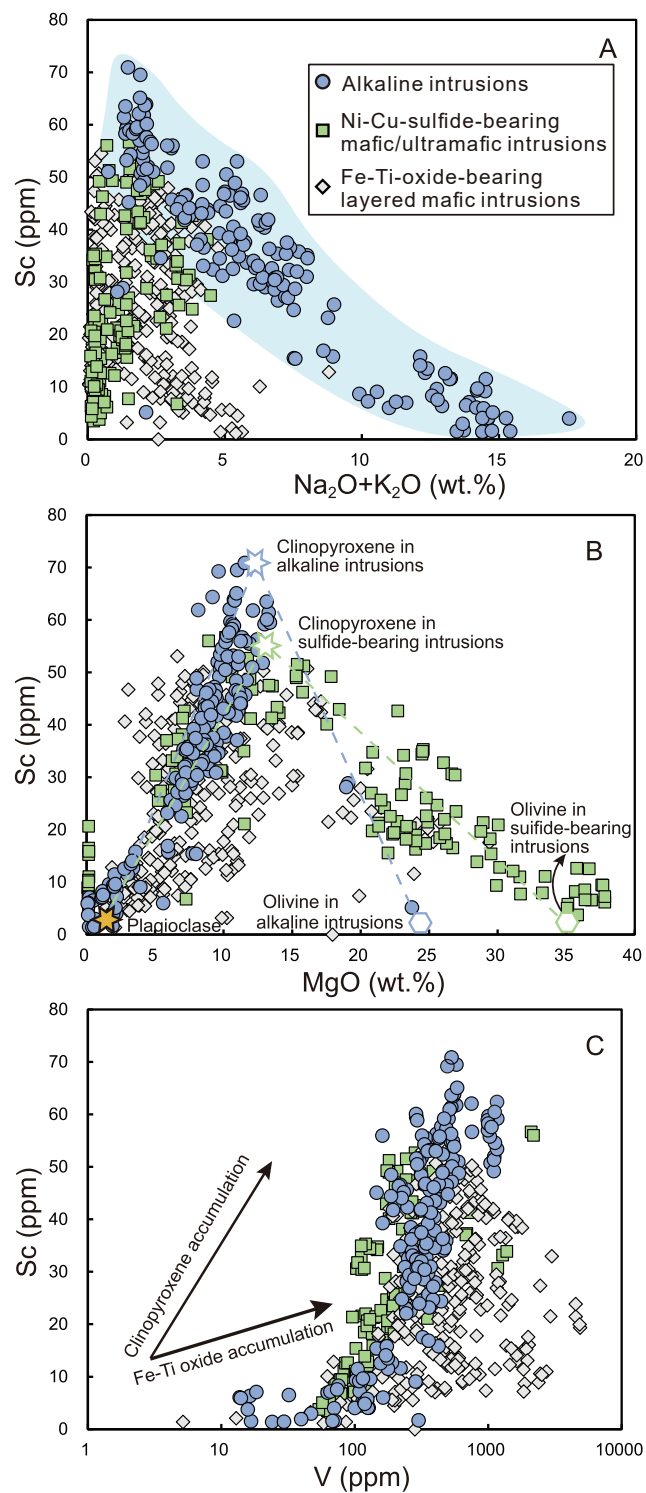 80
70
60
50
40
30
20
10
0
Sc (ppm)
A
Alkaline intrusions
Ni-Cu-sulfide-bearing
mafic/ultramafic intrusions
Fe-Ti-oxide-bearing
layered mafic intrusions
0 5 10 15 20
Na₂O+K₂O (wt.%)
80
70
60
50
40
30
20
10
0
Sc (ppm)
B
Clinopyroxene in
alkaline intrusions
Clinopyroxene in
sulfide-bearing intrusions
Olivine in
sulfide-bearing
intrusions
Olivine in
alkaline intrusions
Plagioclase
0 5 10 15 20 25 30 35 40
MgO (wt.%)
80
70
60
50
40
30
20
10
0
Sc (ppm)
C
Clinopyroxene accumulation
Fe-Ti oxide accumulation
1 10 100 1000 10000
V (ppm)